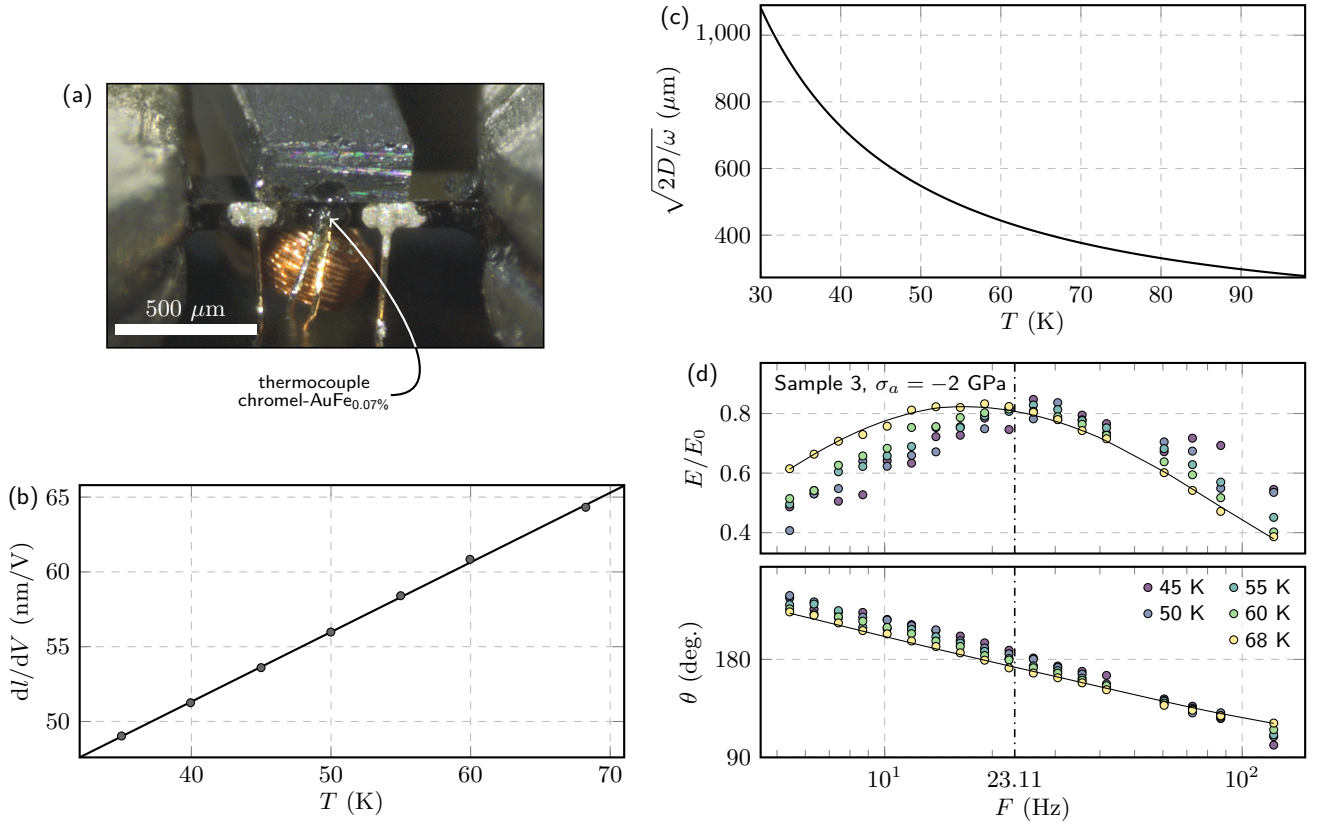 (a)
500 μm
thermocouple
chromel-AuFe0.07%
(b)
65
60
55
50
dl/dV (nm/V)
40 50 60 70
T (K)
(c)
1,000
800
600
400
√2D/ω (μm)
30 40 50 60 70 80 90
T (K)
(d)
Sample 3, σa = −2 GPa
0.8
0.6
0.4
E/E0
45 K 55 K
50 K 60 K
68 K
180
90
θ (deg.)
10¹ 23.11 10²
F (Hz)